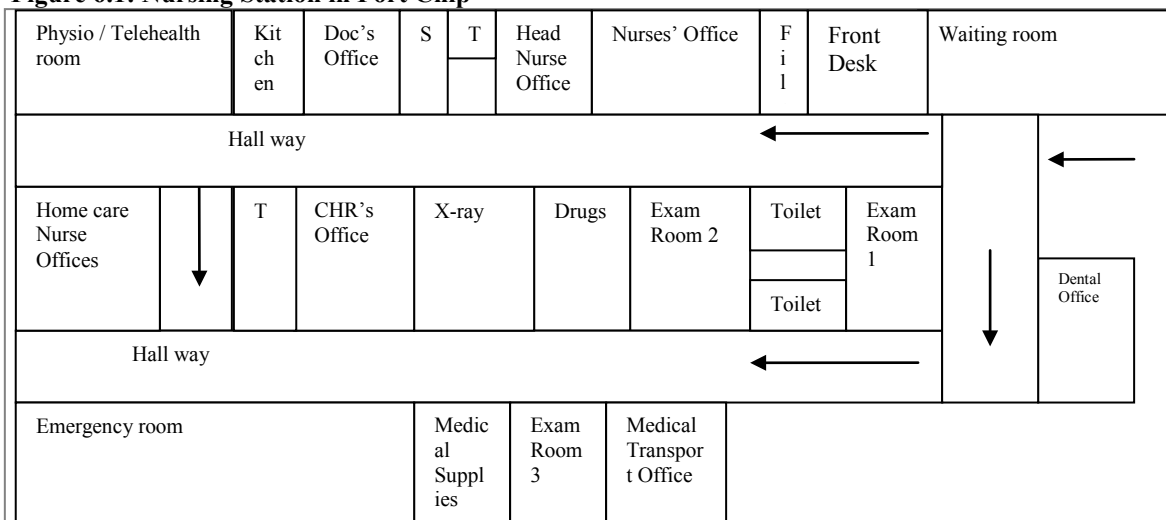 Figure Nursing Station in Fort Chip
Physio / Telehealth
room
Kit
ch
en
Doc's
Office
S
T
Head
Nurse
Office
Nurses' Office
F
i
l
Front
Desk
Waiting room
Hall way
Home care
Nurse
Offices
T
CHR's
Office
X-ray
Drugs
Exam
Room 2
Toilet
Toilet
Exam
Room
1
Dental
Office
Hall way
Emergency room
Medic
al
Suppl
ies
Exam
Room
3
Medical
Transpor
t Office